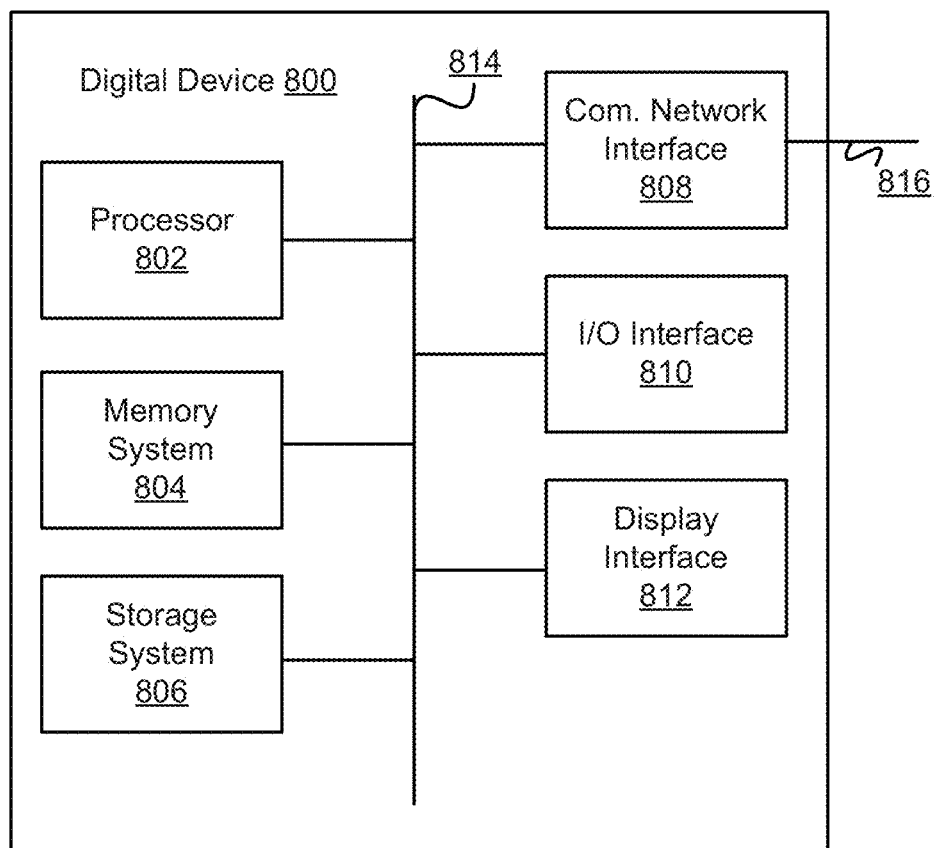 Digital Device 800
814
Com. Network
Interface
808
816
Processor
802
I/O Interface
810
Memory
System
804
Display
Interface
812
Storage
System
806